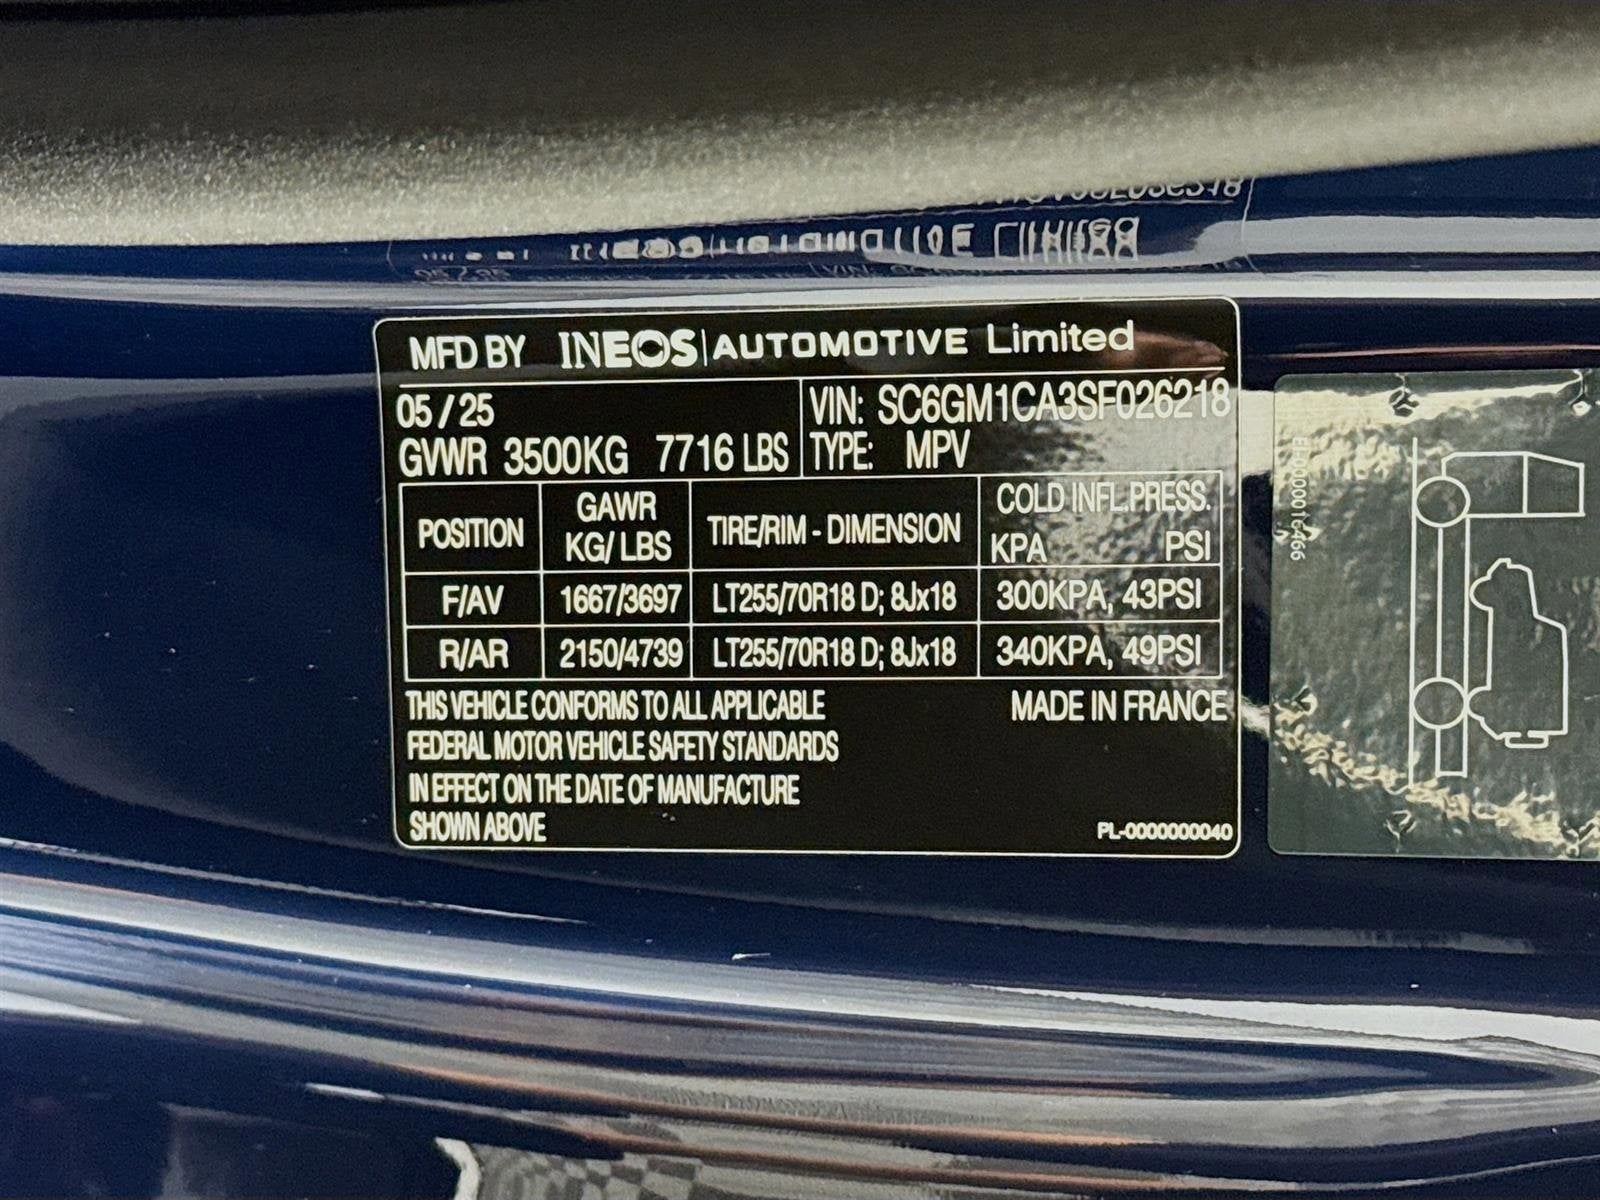 MFD BY INEOS | AUTOMOTIVE Limited
05 / 25
VIN: SC6GM1CA3SF026218
GVWR 3500KG 7716 LBS
TYPE: MPV
POSITION
GAWR
KG/ LBS
TIRE/RIM - DIMENSION
COLD INFL.PRESS.
KPA PSI
F/AV 1667/3697 LT255/70R18 D; 8Jx18 300KPA, 43PSI
R/AR 2150/4739 LT255/70R18 D; 8Jx18 340KPA, 49PSI
THIS VEHICLE CONFORMS TO ALL APPLICABLE
FEDERAL MOTOR VEHICLE SAFETY STANDARDS
IN EFFECT ON THE DATE OF MANUFACTURE
SHOWN ABOVE
MADE IN FRANCE
PL-0000000040